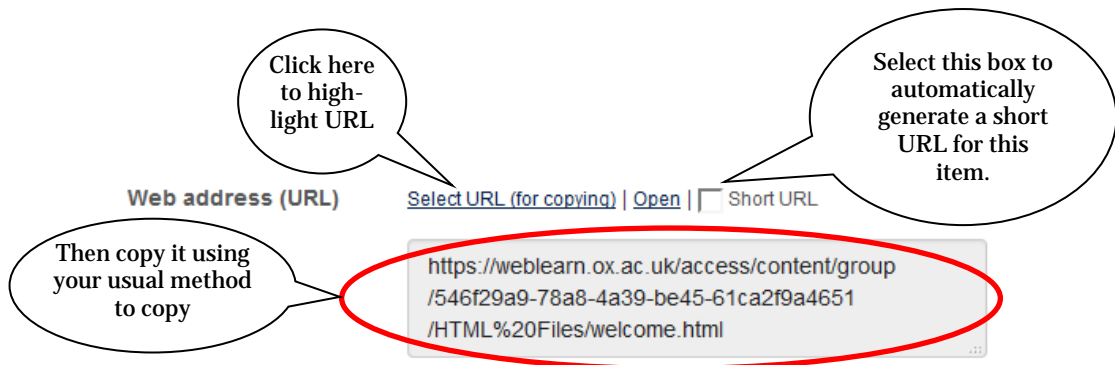 Click here
to high-
light URL
Select this box to
automatically
generate a short
URL for this
item.
Web address (URL)
Select URL (for copying) | Open | Short URL
Then copy it using
your usual method
to copy
https://weblearn.ox.ac.uk/access/content/group
/546f29a9-78a8-4a39-be45-61ca2f9a4651
/HTML%20Files/welcome.html